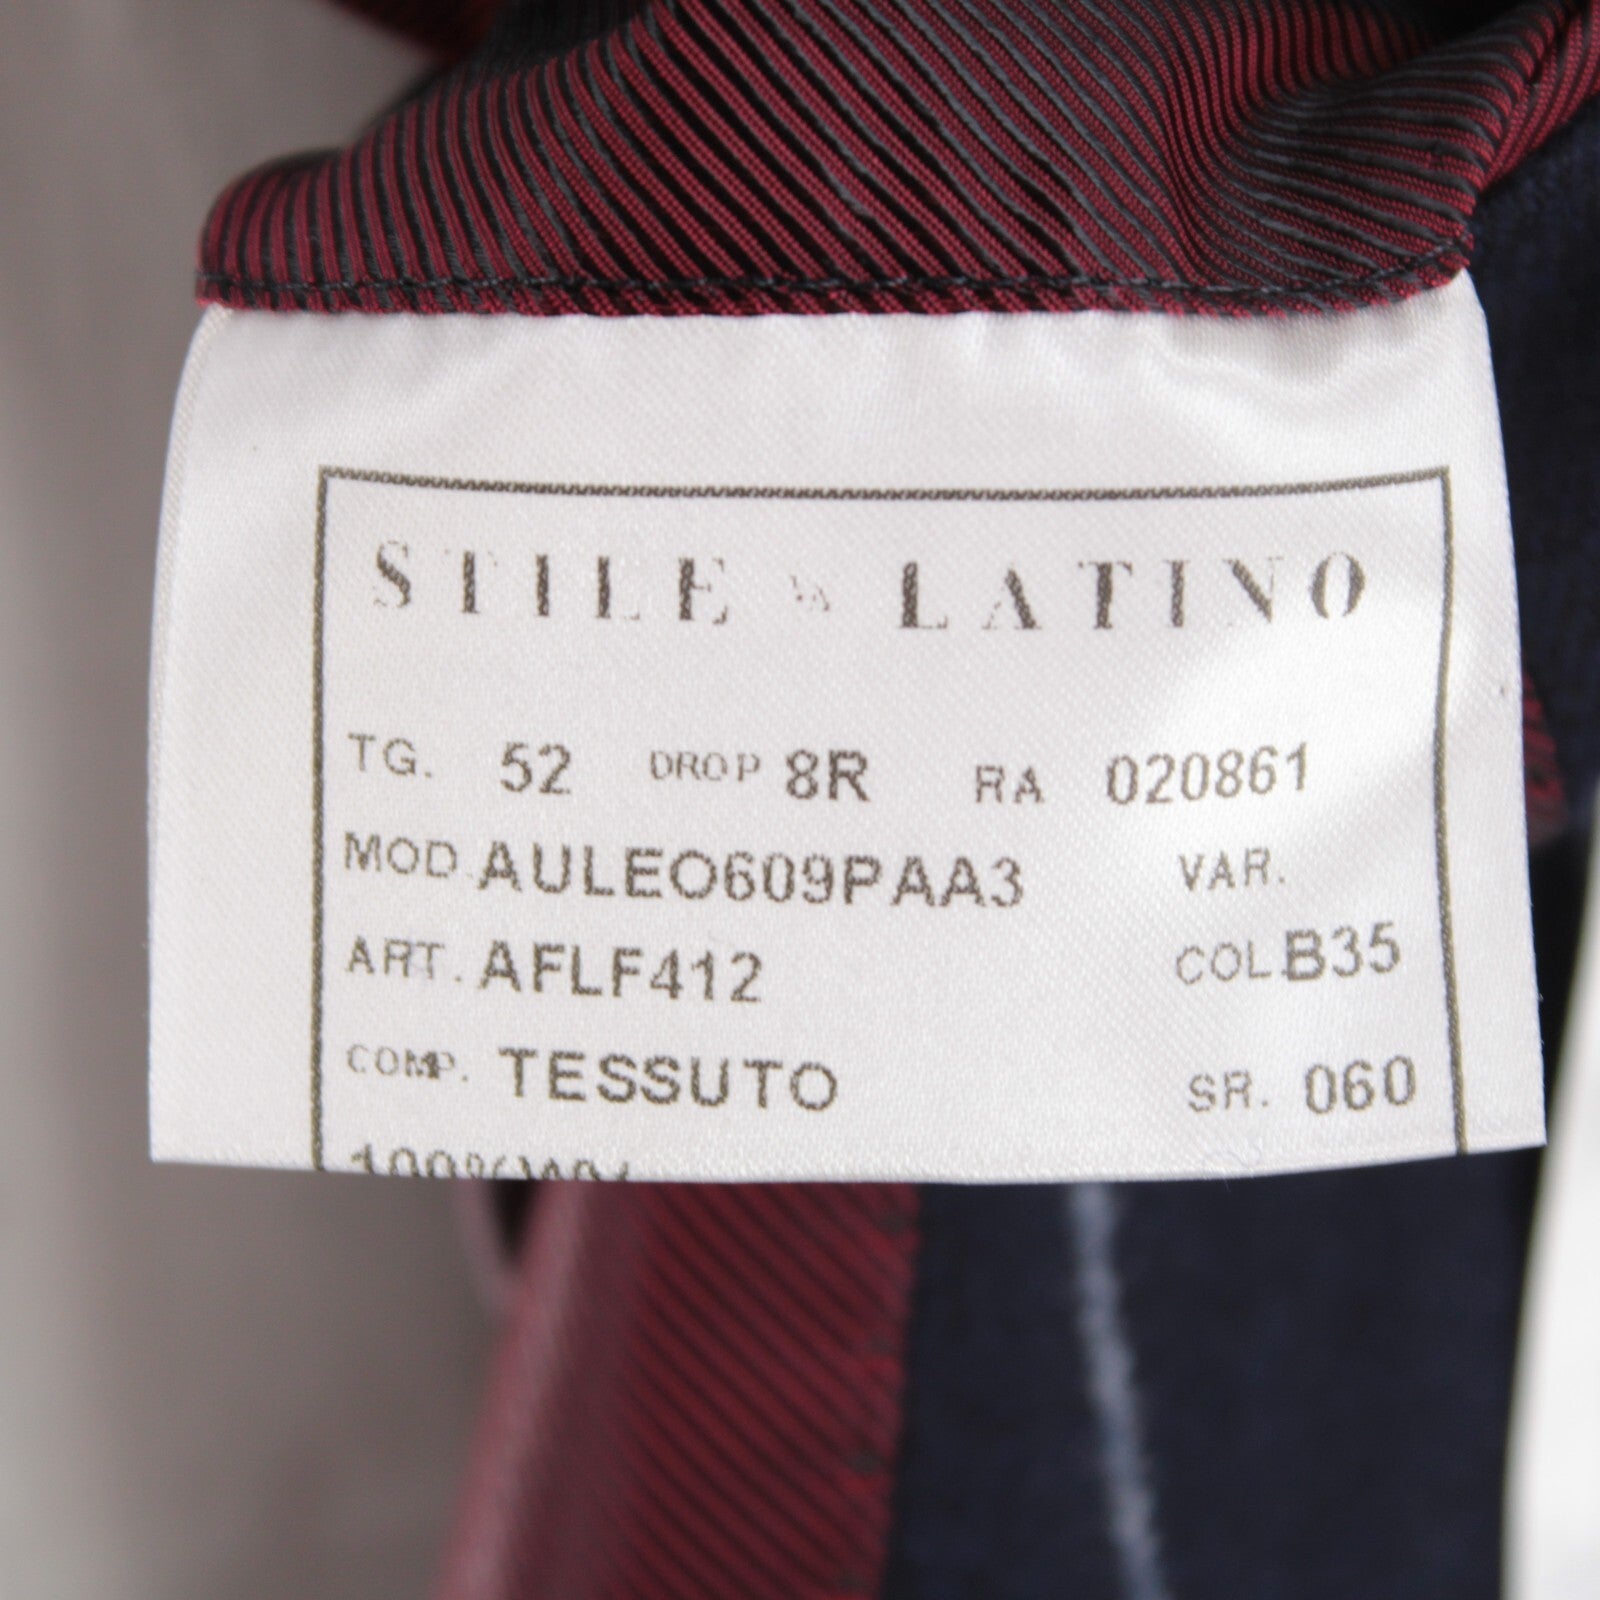 STILE LATINO
TG. 52 DROP 8R RA 020861
MOD. AULEO609PAA3 VAR.
ART. AFLF412 COL. B35
COMP. TESSUTO SR. 060
100%